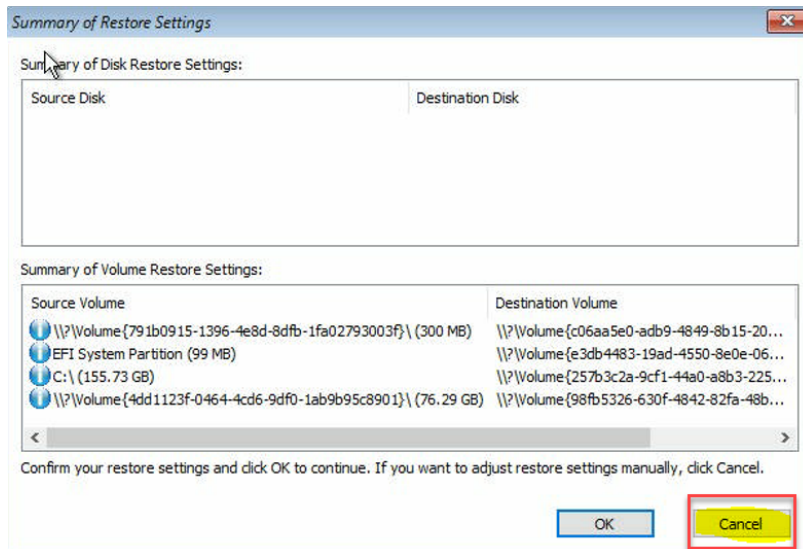 Summary of Restore Settings
Summary of Disk Restore Settings:
Source Disk Destination Disk
Summary of Volume Restore Settings:
Source Volume Destination Volume
\\?\Volume{791b0915-1396-4e8d-8dfb-1fa02793003f}\ (300 MB) \\?\Volume{c06aa5e0-adb9-4849-8b15-20...
EFI System Partition (99 MB) \\?\Volume{e3db4483-19ad-4550-8e0e-06...
C:\ (155.73 GB) \\?\Volume{257b3c2a-9cf1-44a0-a8b3-225...
\\?\Volume{4dd1123f-0464-4cd6-9df0-1ab9b95c8901}\ (76.29 GB) \\?\Volume{98fb5326-630f-4842-82fa-48b...
Confirm your restore settings and click OK to continue. If you want to adjust restore settings manually, click Cancel.
OK Cancel